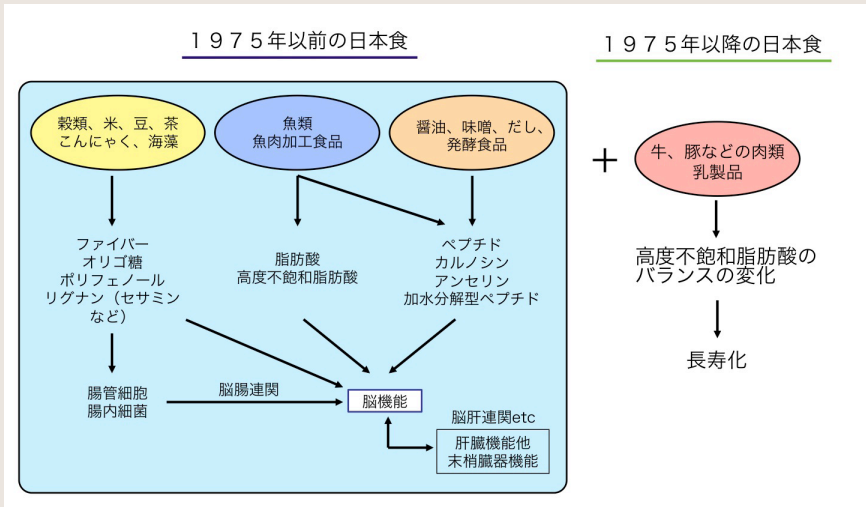 １９７５年以前の日本食
１９７５年以降の日本食
穀類、米、豆、茶
こんにゃく、海藻
魚類
魚肉加工食品
醤油、味噌、だし、
発酵食品
＋
牛、豚などの肉類
乳製品
ファイバー
オリゴ糖
ポリフェノール
リグナン（セサミン
など）
脂肪酸
高度不飽和脂肪酸
ペプチド
カルノシン
アンセリン
加水分解型ペプチド
高度不飽和脂肪酸の
バランスの変化
長寿化
腸管細胞
腸内細菌
脳腸連関
脳機能
脳肝連関etc
肝臓機能他
末梢臓器機能